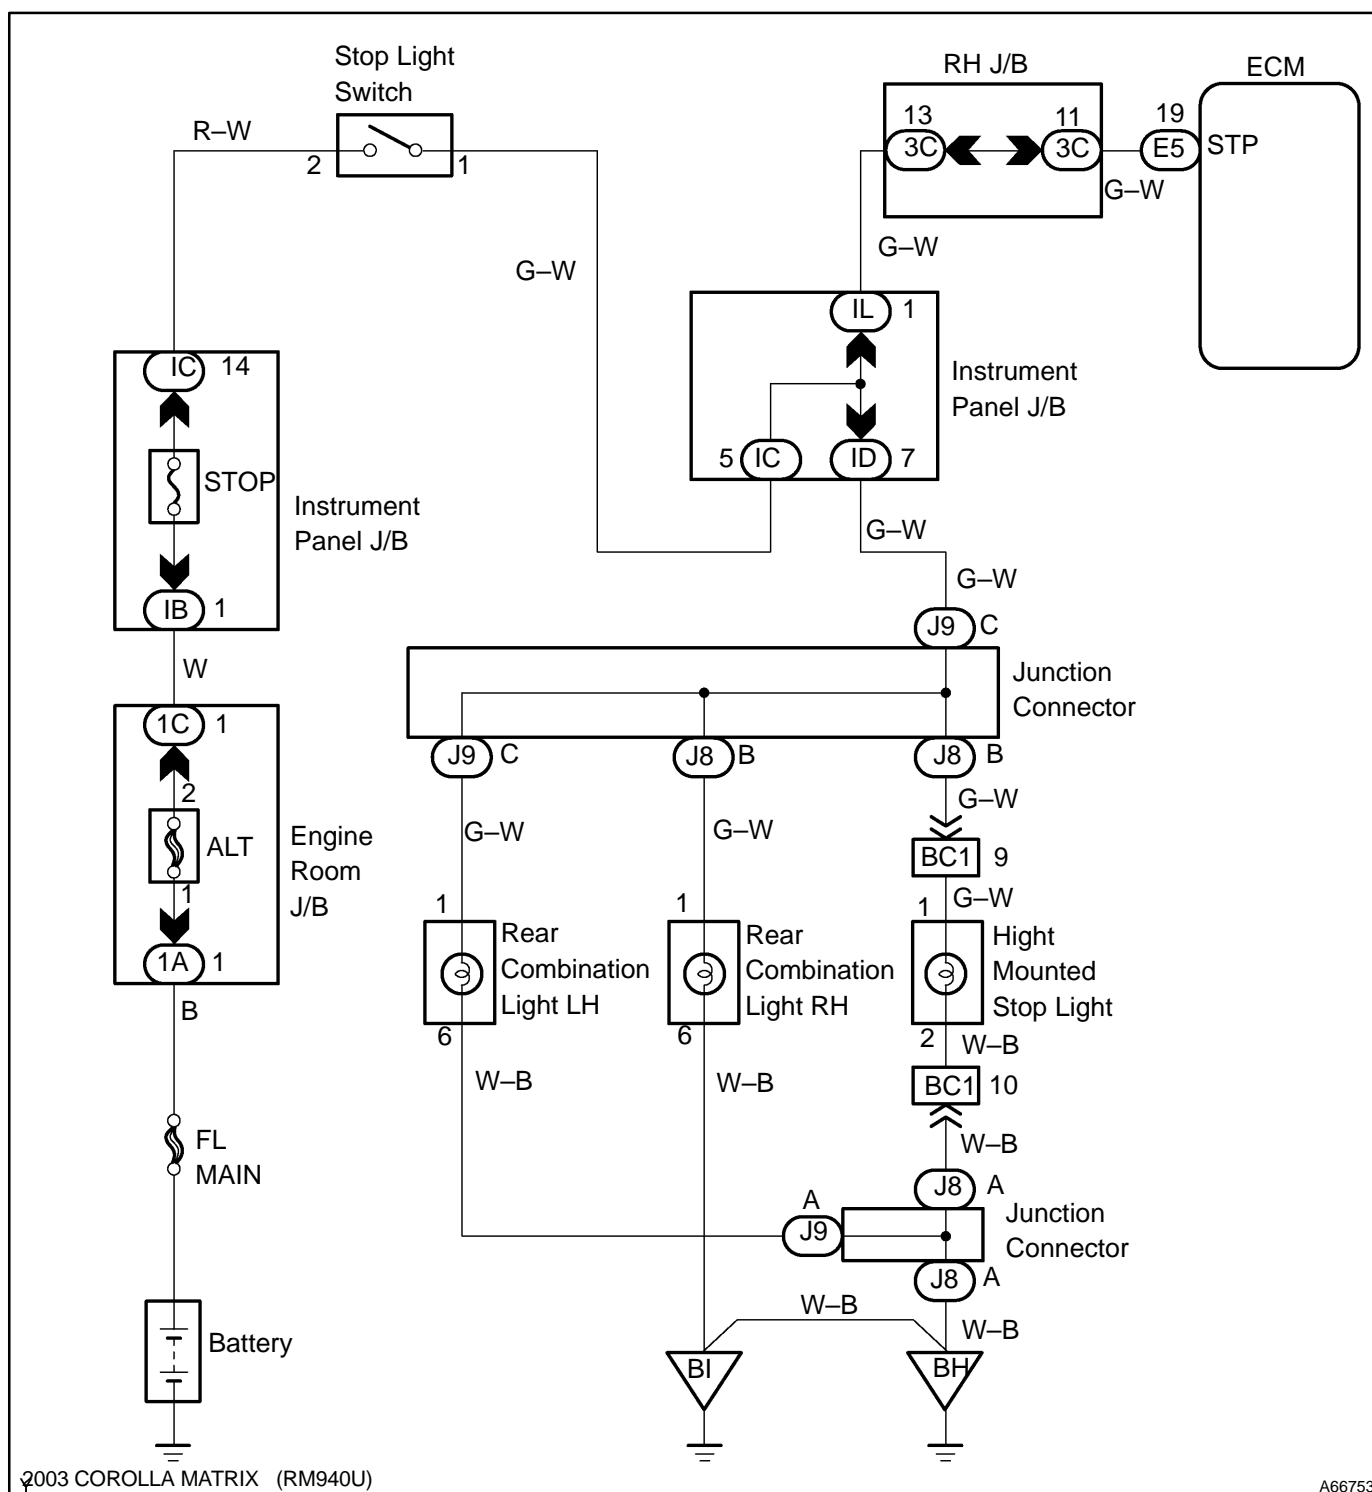 Stop Light
Switch
RH J/B
ECM
R–W
2
1
13
3C
11
3C
19
E5
STP
G–W
G–W
G–W
IL
1
Instrument
Panel J/B
5
IC
ID
7
IC
14
STOP
Instrument
Panel J/B
IB
1
G–W
G–W
J9
C
W
Junction
Connector
1C
1
J9
C
J8
B
J8
B
2
ALT
1
Engine
Room
J/B
1A
1
G–W
G–W
G–W
BC1
9
G–W
1
1
1
Rear
Combination
Light LH
Rear
Combination
Light RH
Hight
Mounted
Stop Light
6
6
2
B
W–B
W–B
W–B
BC1
10
W–B
FL
MAIN
J8
A
A
J9
Junction
Connector
J8
A
W–B
W–B
Battery
BI
BH
2003 COROLLA MATRIX (RM940U)
A66753